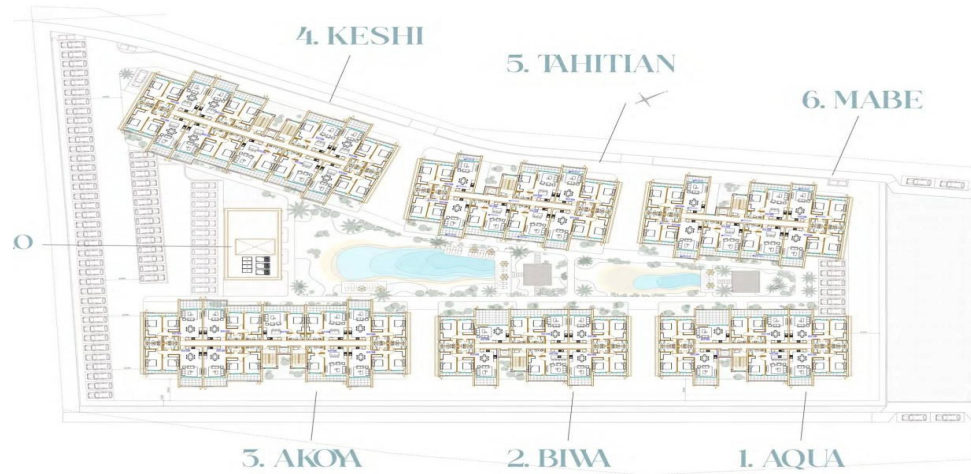 4. KESHI
5. TAHITIAN
6. MABE
O
3. AKOYA
2. BIWA
1. AQUA